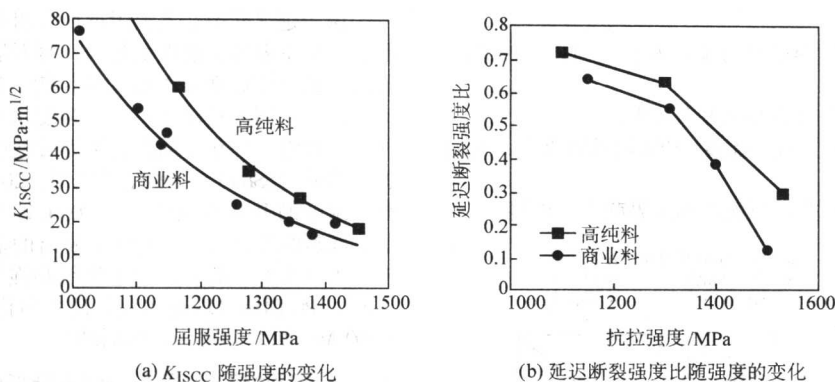 80
70
60
50
40
30
20
10
0
K_ISCC/MPa·m^1/2
高纯料
商业料
1000 1100 1200 1300 1400 1500
屈服强度/MPa
(a) K_ISCC 随强度的变化
0.8
0.7
0.6
0.5
0.4
0.3
0.2
0.1
0
延迟断裂强度比
高纯料
商业料
1000 1200 1400 1600
抗拉强度/MPa
(b) 延迟断裂强度比随强度的变化